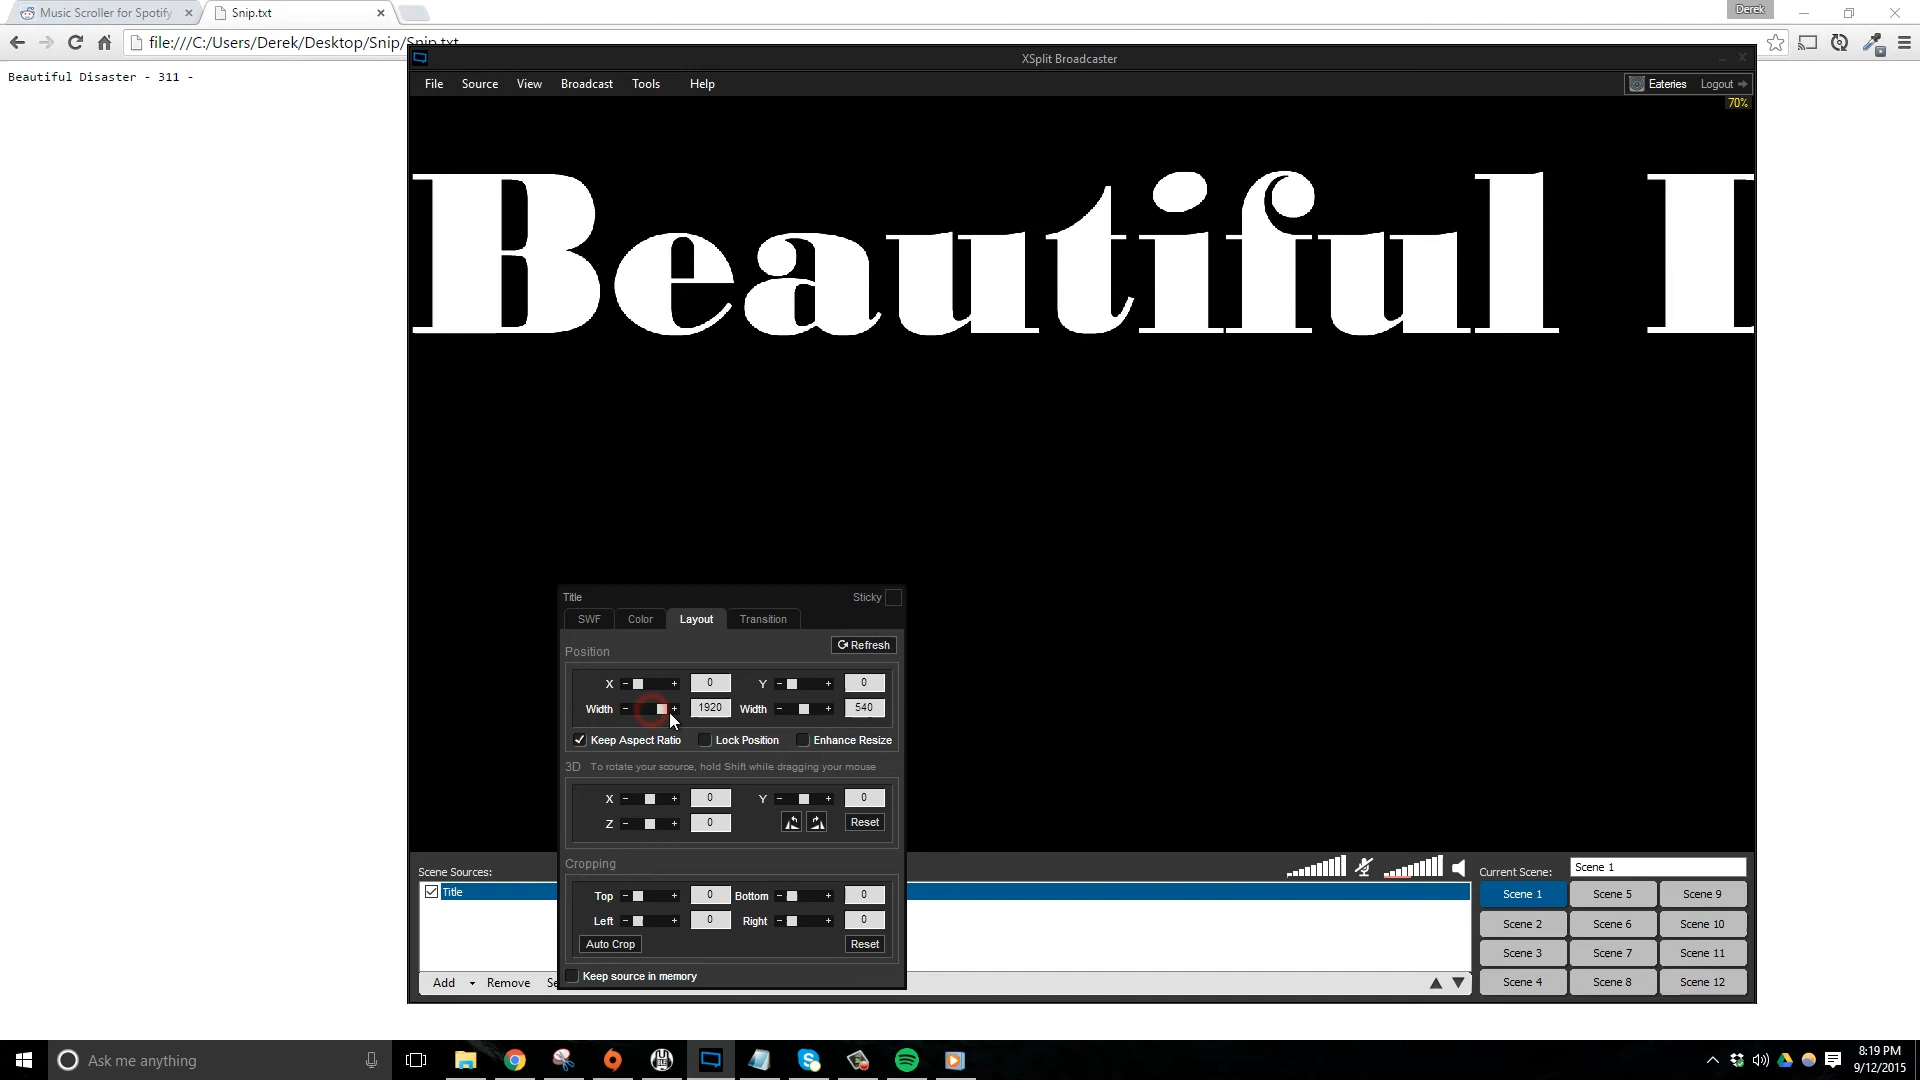 Music Scroller for Spotify
Snip.txt
Derek
file:///C:/Users/Derek/Desktop/Snip/Snip.txt
Beautiful Disaster - 311 -
XSplit Broadcaster
File Source View Broadcast Tools Help
Eateries Logout
70%
Beautiful
Title Sticky
SWF Color Layout Transition
Position Refresh
X - + 0 Y - + 0
Width - + 1920 Width - + 540
Keep Aspect Ratio Lock Position Enhance Resize
3D To rotate your scource, hold Shift while dragging your mouse
X - + 0 Y - + 0
Z - + 0 Reset
Cropping
Top - + 0 Bottom - + 0
Left - + 0 Right - + 0
Auto Crop Reset
Keep source in memory
Scene Sources:
Title
Add Remove Se
Current Scene: Scene 1
Scene 1 Scene 5 Scene 9
Scene 2 Scene 6 Scene 10
Scene 3 Scene 7 Scene 11
Scene 4 Scene 8 Scene 12
Ask me anything
8:19 PM
9/12/2015